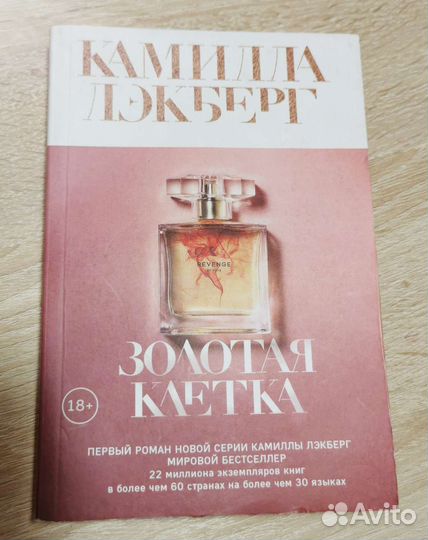 КАМИЛЛА
ЛЭКБЕРГ
REVENGE
ЗОЛОТАЯ
КЛЕТКА
18+
ПЕРВЫЙ РОМАН НОВОЙ СЕРИИ КАМИЛЛЫ ЛЭКБЕРГ
МИРОВОЙ БЕСТСЕЛЛЕР
22 миллиона экземпляров книг
в более чем 60 странах на более чем 30 языках
Avito